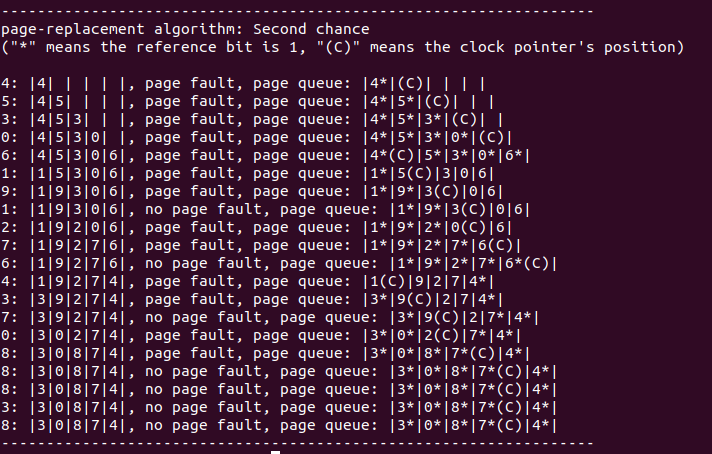 -----------------------------------------------------------------
page-replacement algorithm: Second chance
("*" means the reference bit is 1, "(C)" means the clock pointer's position)
4: |4| | | | |, page fault, page queue: |4*|(C)| | | |
5: |4|5| | | |, page fault, page queue: |4*|5*|(C)| | |
3: |4|5|3| | |, page fault, page queue: |4*|5*|3*|(C)| |
0: |4|5|3|0| |, page fault, page queue: |4*|5*|3*|0*|(C)|
6: |4|5|3|0|6|, page fault, page queue: |4*(C)|5*|3*|0*|6*|
1: |1|5|3|0|6|, page fault, page queue: |1*|5(C)|3|0|6|
9: |1|9|3|0|6|, page fault, page queue: |1*|9*|3(C)|0|6|
1: |1|9|3|0|6|, no page fault, page queue: |1*|9*|3(C)|0|6|
2: |1|9|2|0|6|, page fault, page queue: |1*|9*|2*|0(C)|6|
7: |1|9|2|7|6|, page fault, page queue: |1*|9*|2*|7*|6(C)|
6: |1|9|2|7|6|, no page fault, page queue: |1*|9*|2*|7*|6*(C)|
4: |1|9|2|7|4|, page fault, page queue: |1(C)|9|2|7|4*|
3: |3|9|2|7|4|, page fault, page queue: |3*|9(C)|2|7|4*|
7: |3|9|2|7|4|, no page fault, page queue: |3*|9(C)|2|7*|4*|
0: |3|0|2|7|4|, page fault, page queue: |3*|0*|2(C)|7*|4*|
8: |3|0|8|7|4|, page fault, page queue: |3*|0*|8*|7*(C)|4*|
8: |3|0|8|7|4|, no page fault, page queue: |3*|0*|8*|7*(C)|4*|
8: |3|0|8|7|4|, no page fault, page queue: |3*|0*|8*|7*(C)|4*|
3: |3|0|8|7|4|, no page fault, page queue: |3*|0*|8*|7*(C)|4*|
8: |3|0|8|7|4|, no page fault, page queue: |3*|0*|8*|7*(C)|4*|
-----------------------------------------------------------------